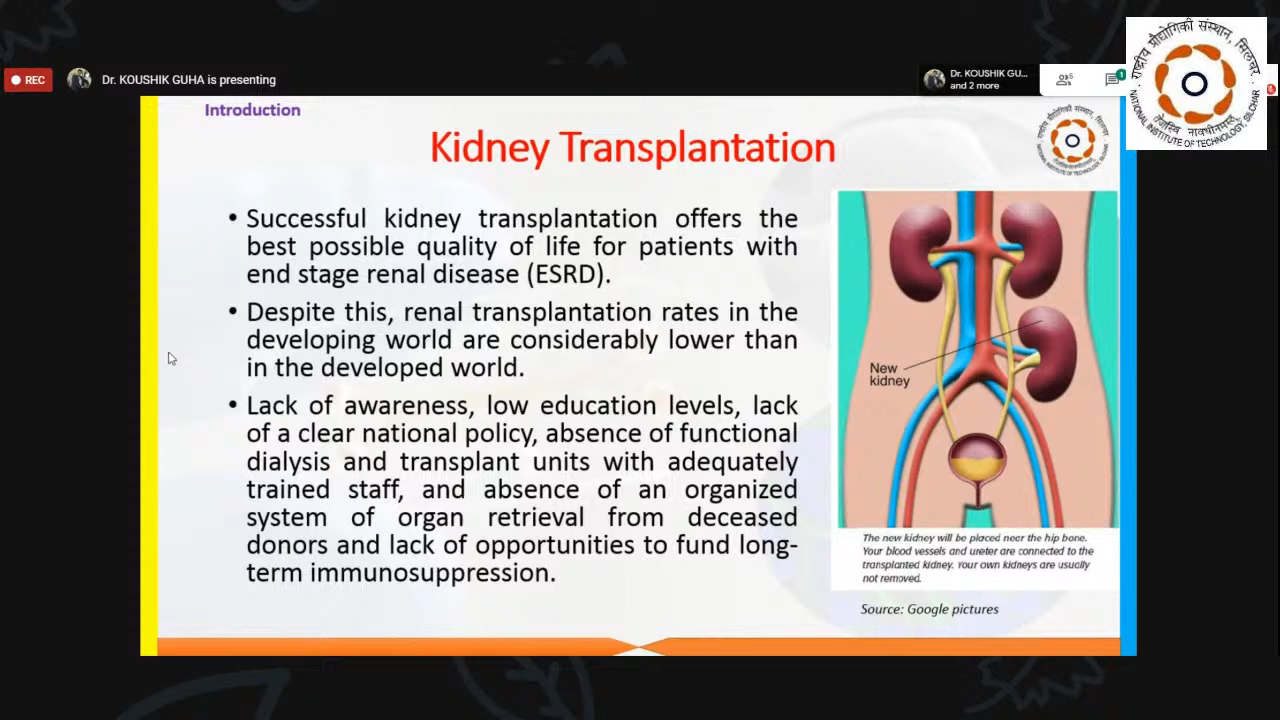 REC
Dr. KOUSHIK GUHA is presenting
Dr. KOUSHIK GU...
and 2 more
5
1
राष्ट्रीय प्रौद्योगिकी संस्थान, सिलचर
तेजस्वि नावधीतमस्तु
NATIONAL INSTITUTE OF TECHNOLOGY, SILCHAR
Introduction
Kidney Transplantation
• Successful kidney transplantation offers the
best possible quality of life for patients with
end stage renal disease (ESRD).
• Despite this, renal transplantation rates in the
developing world are considerably lower than
in the developed world.
• Lack of awareness, low education levels, lack
of a clear national policy, absence of functional
dialysis and transplant units with adequately
trained staff, and absence of an organized
system of organ retrieval from deceased
donors and lack of opportunities to fund long-
term immunosuppression.
New
kidney
The new kidney will be placed near the hip bone.
Your blood vessels and ureter are connected to the
transplanted kidney. Your own kidneys are usually
not removed.
Source: Google pictures